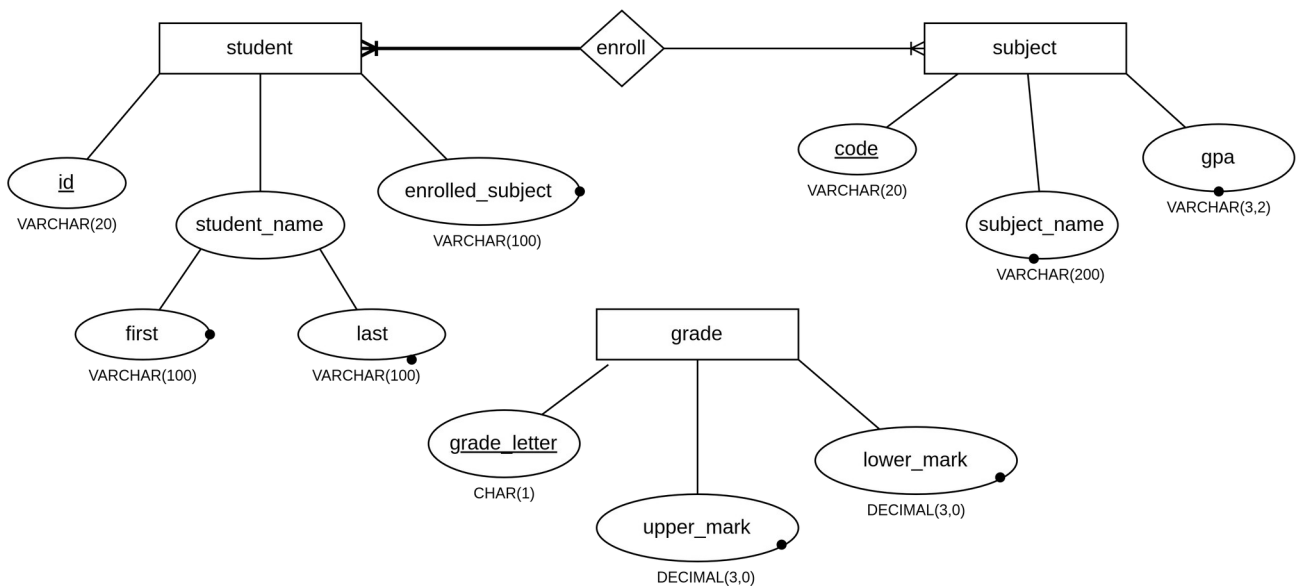 student
enroll
subject
id
VARCHAR(20)
student_name
enrolled_subject
VARCHAR(100)
first
VARCHAR(100)
last
VARCHAR(100)
code
VARCHAR(20)
subject_name
VARCHAR(200)
gpa
VARCHAR(3,2)
grade
grade_letter
CHAR(1)
upper_mark
DECIMAL(3,0)
lower_mark
DECIMAL(3,0)